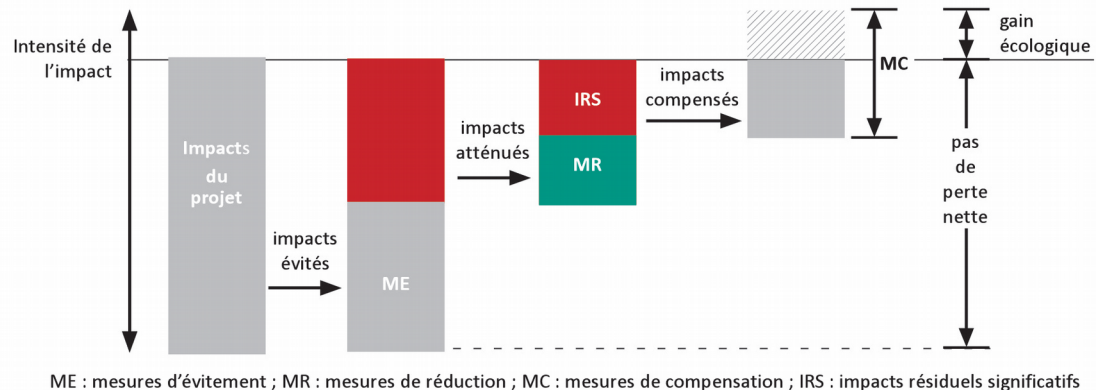 Intensité de
l’impact
Impacts
du
projet
impacts
évités
ME
impacts
atténués
IRS
MR
impacts
compensés
MC
gain
écologique
pas
de
perte
nette
ME : mesures d’évitement ; MR : mesures de réduction ; MC : mesures de compensation ; IRS : impacts résiduels significatifs